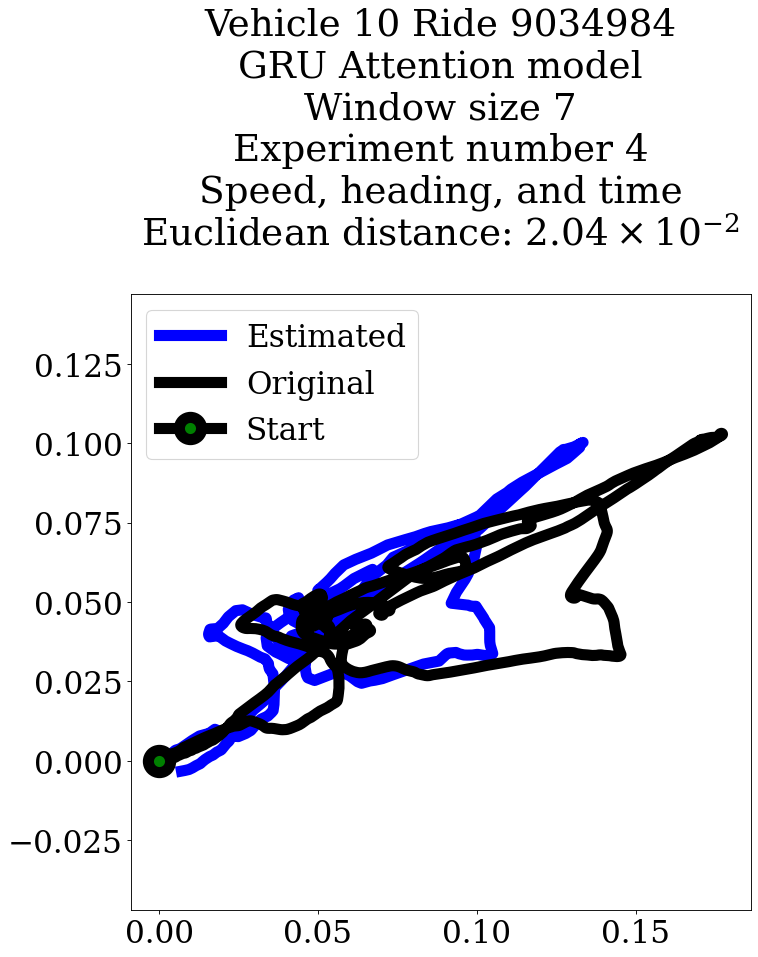 Vehicle 10 Ride 9034984
GRU Attention model
Window size 7
Experiment number 4
Speed, heading, and time
Euclidean distance: 2.04 × 10⁻²
Estimated
Original
Start
0.125
0.100
0.075
0.050
0.025
0.000
−0.025
0.00 0.05 0.10 0.15